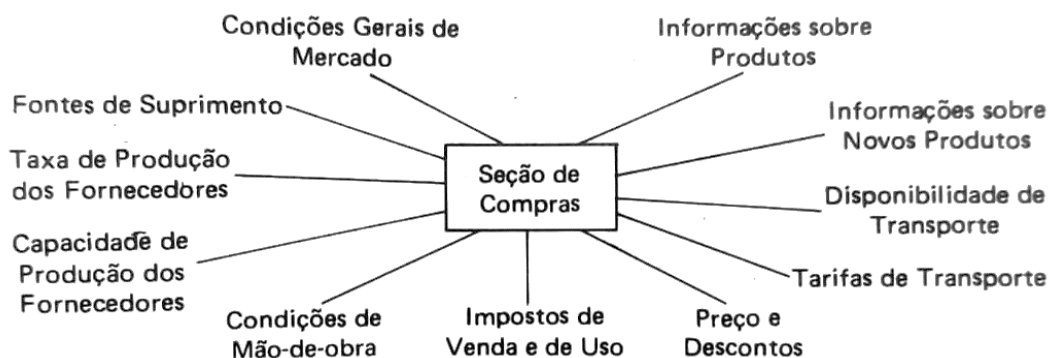 Condições Gerais de
Mercado
Informações sobre
Produtos
Fontes de Suprimento
Informações sobre
Novos Produtos
Taxa de Produção
dos Fornecedores
Seção de
Compras
Disponibilidade de
Transporte
Capacidade de
Produção dos
Fornecedores
Tarifas de Transporte
Condições de
Mão-de-obra
Impostos de
Venda e de Uso
Preço e
Descontos